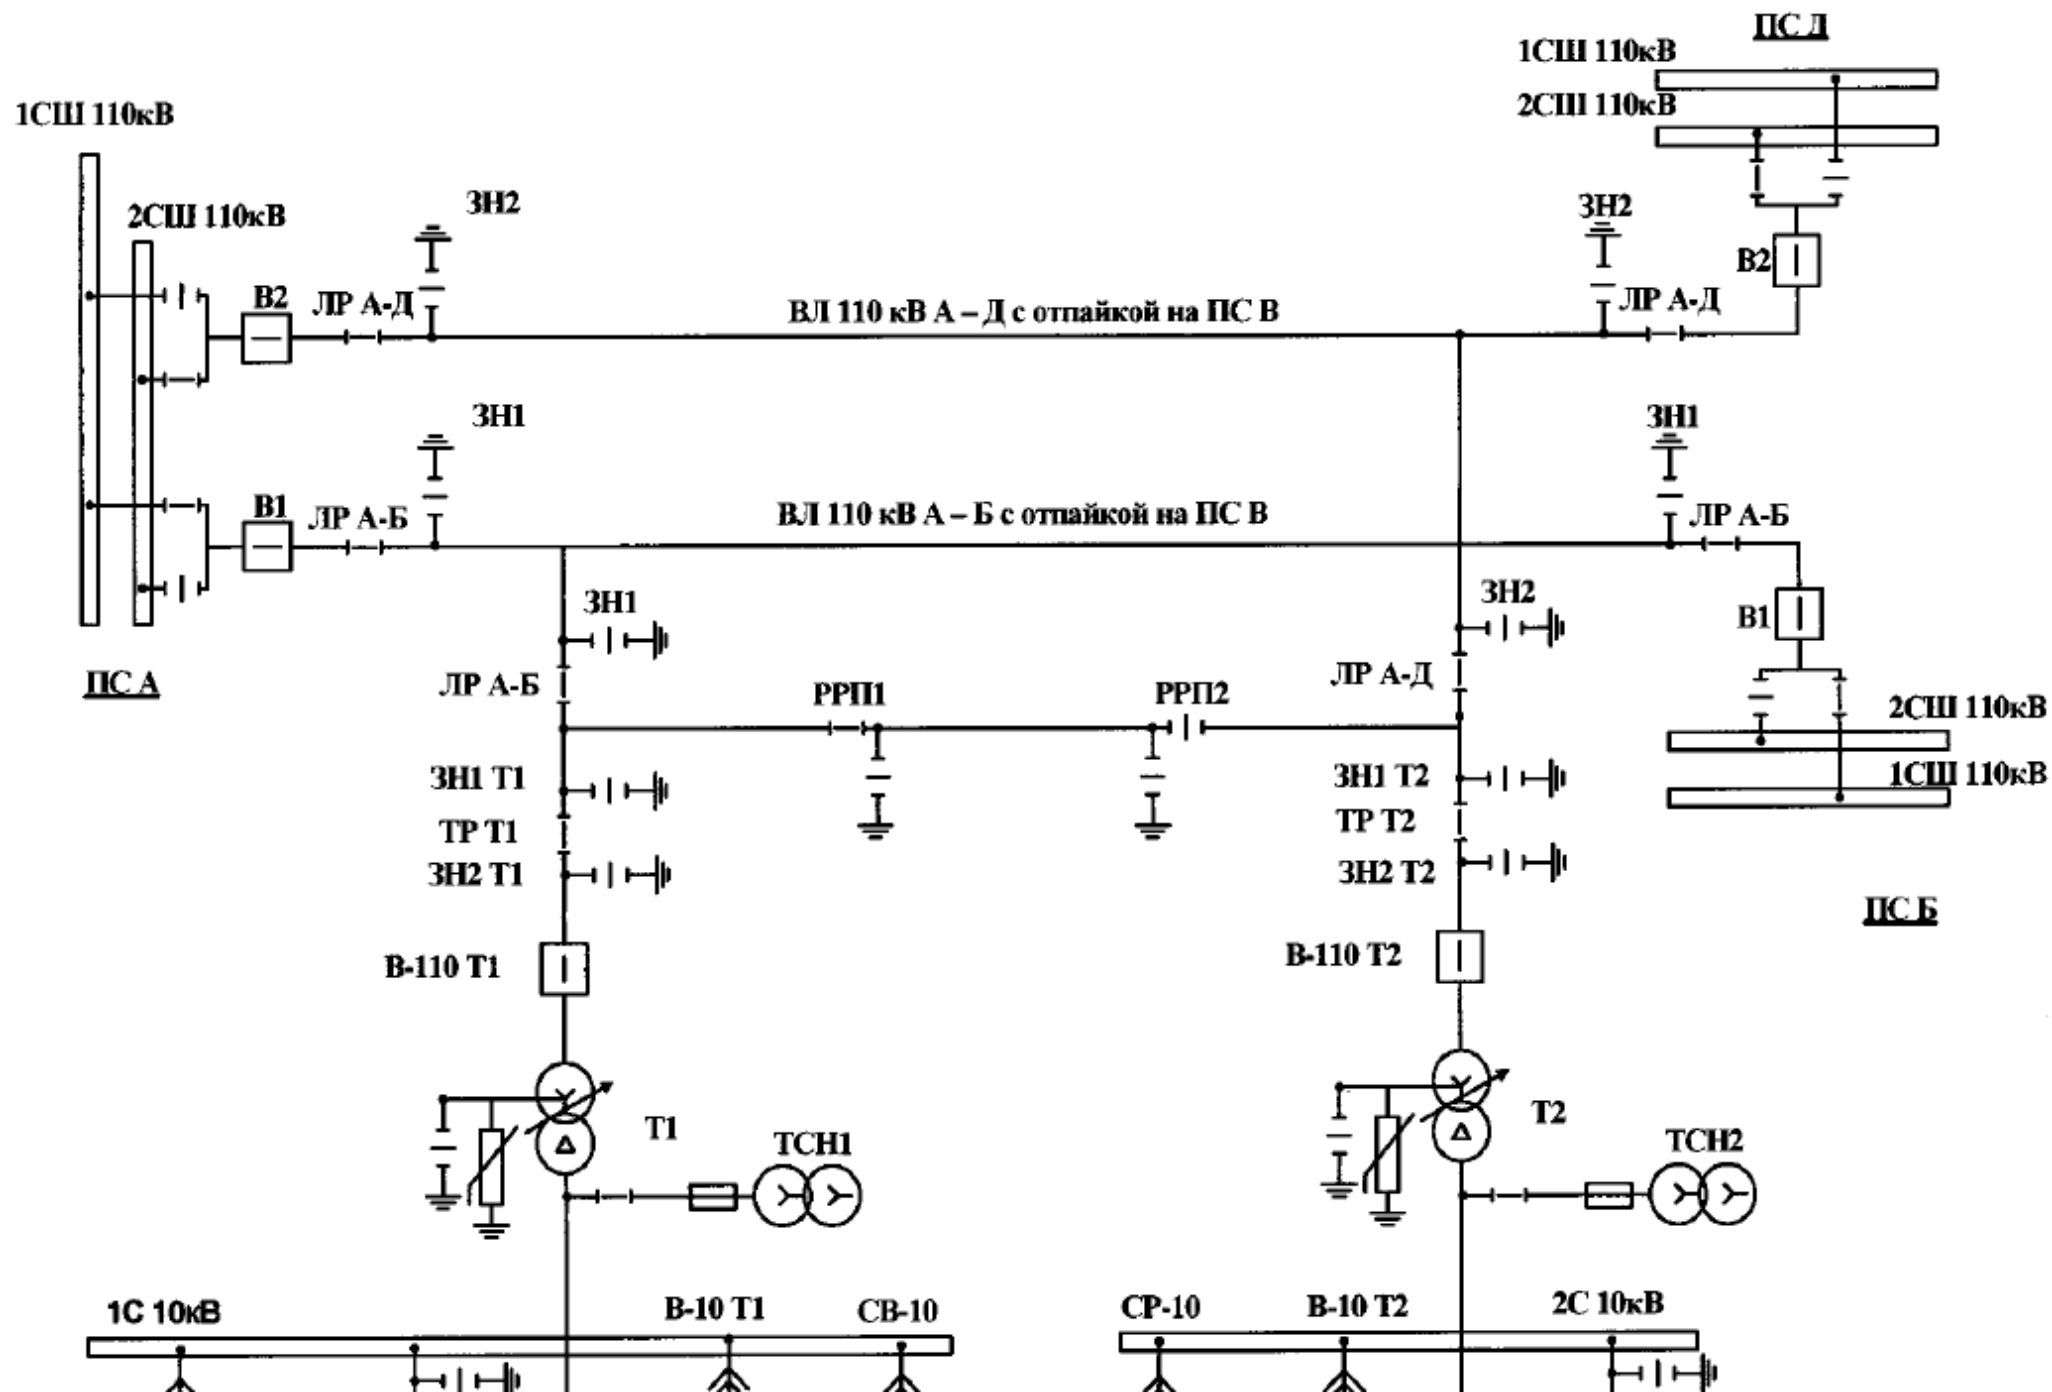 ПС Д
1СШ 110кВ
2СШ 110кВ
1СШ 110кВ
2СШ 110кВ
ЗН2
ЗН2
В2
В2
ЛР А-Д
ВЛ 110 кВ А – Д с отпайкой на ПС В
ЛР А-Д
ЗН1
ЗН1
В1
ЛР А-Б
ВЛ 110 кВ А – Б с отпайкой на ПС В
ЛР А-Б
ЗН1
ЗН2
В1
ПС А
ЛР А-Б
РРП1
РРП2
ЛР А-Д
2СШ 110кВ
ЗН1 Т1
ЗН1 Т2
1СШ 110кВ
ТР Т1
ТР Т2
ЗН2 Т1
ЗН2 Т2
ПС Б
В-110 Т1
В-110 Т2
Т1
ТСН1
Т2
ТСН2
1С 10кВ
В-10 Т1
СВ-10
СР-10
В-10 Т2
2С 10кВ